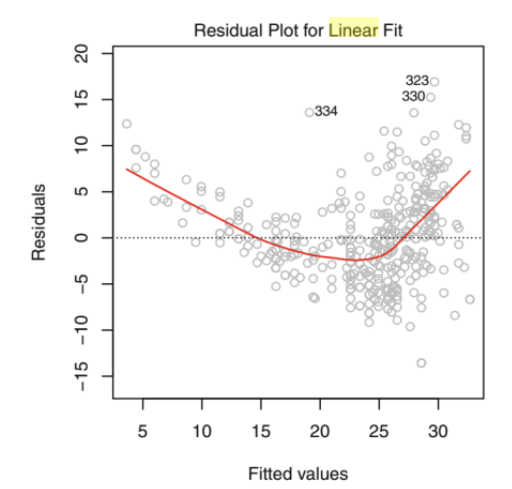 Residual Plot for Linear Fit
20
15
10
5
0
−5
−10
−15
Residuals
323
330
334
5 10 15 20 25 30
Fitted values